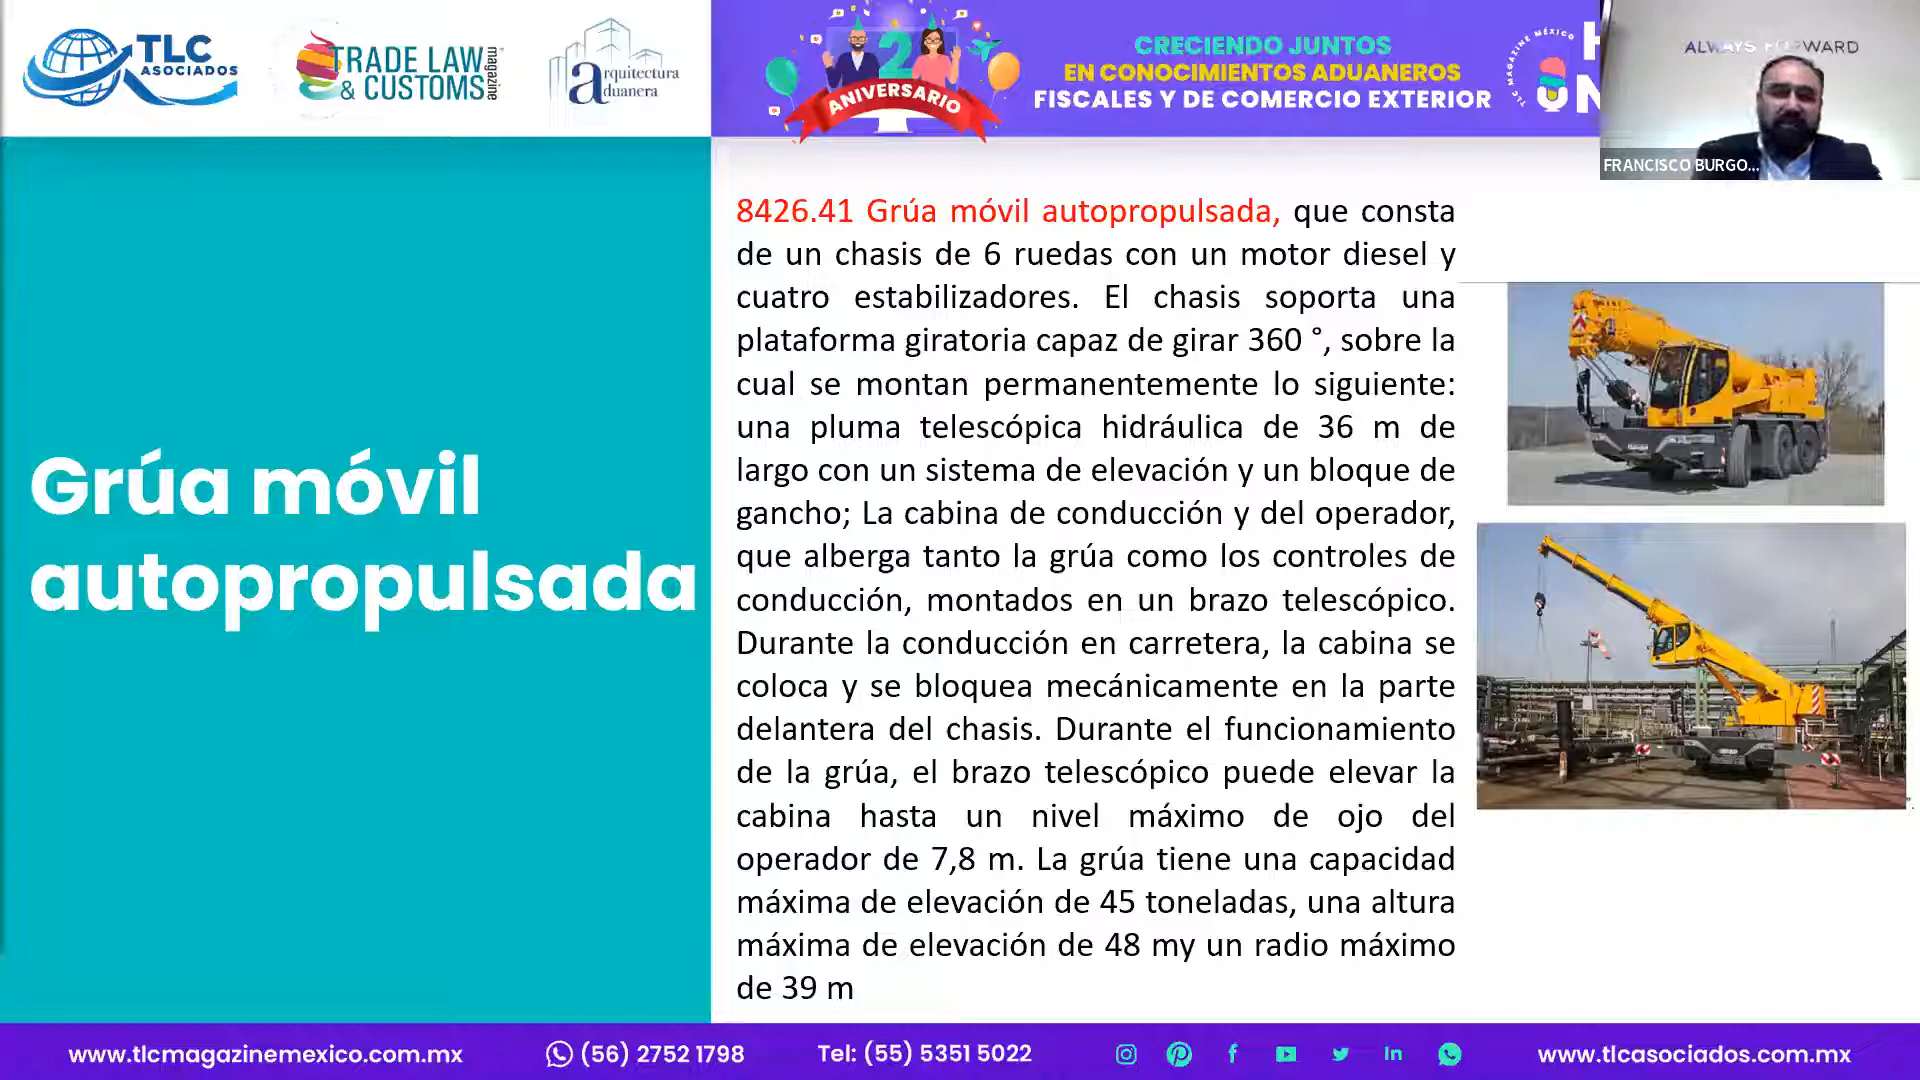 TLC
ASOCIADOS
TRADE LAW
& CUSTOMS
magazine
arquitectura
aduanera
2
ANIVERSARIO
CRECIENDO JUNTOS
EN CONOCIMIENTOS ADUANEROS
FISCALES Y DE COMERCIO EXTERIOR
TLC MAGAZINE MÉXICO
ALWAYS FORWARD
FRANCISCO BURGO...
Grúa móvil
autopropulsada
8426.41 Grúa móvil autopropulsada, que consta
de un chasis de 6 ruedas con un motor diesel y
cuatro estabilizadores. El chasis soporta una
plataforma giratoria capaz de girar 360 °, sobre la
cual se montan permanentemente lo siguiente:
una pluma telescópica hidráulica de 36 m de
largo con un sistema de elevación y un bloque de
gancho; La cabina de conducción y del operador,
que alberga tanto la grúa como los controles de
conducción, montados en un brazo telescópico.
Durante la conducción en carretera, la cabina se
coloca y se bloquea mecánicamente en la parte
delantera del chasis. Durante el funcionamiento
de la grúa, el brazo telescópico puede elevar la
cabina hasta un nivel máximo de ojo del
operador de 7,8 m. La grúa tiene una capacidad
máxima de elevación de 45 toneladas, una altura
máxima de elevación de 48 my un radio máximo
de 39 m
www.tlcmagazinemexico.com.mx
(56) 2752 1798
Tel: (55) 5351 5022
www.tlcasociados.com.mx